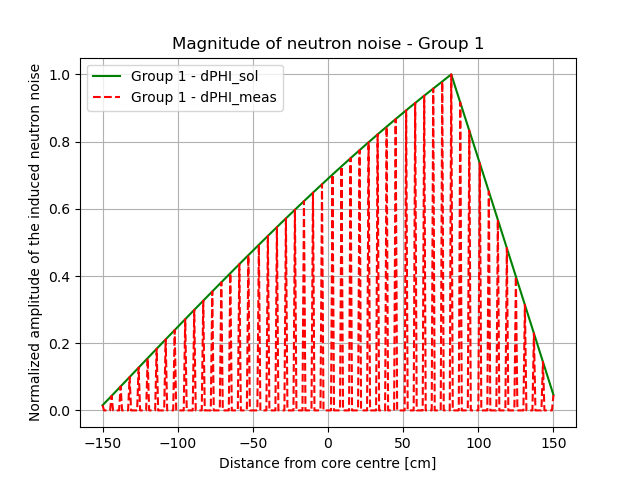 Magnitude of neutron noise - Group 1
Group 1 - dPHI_sol
Group 1 - dPHI_meas
Normalized amplitude of the induced neutron noise
1.0
0.8
0.6
0.4
0.2
0.0
−150 −100 −50 0 50 100 150
Distance from core centre [cm]